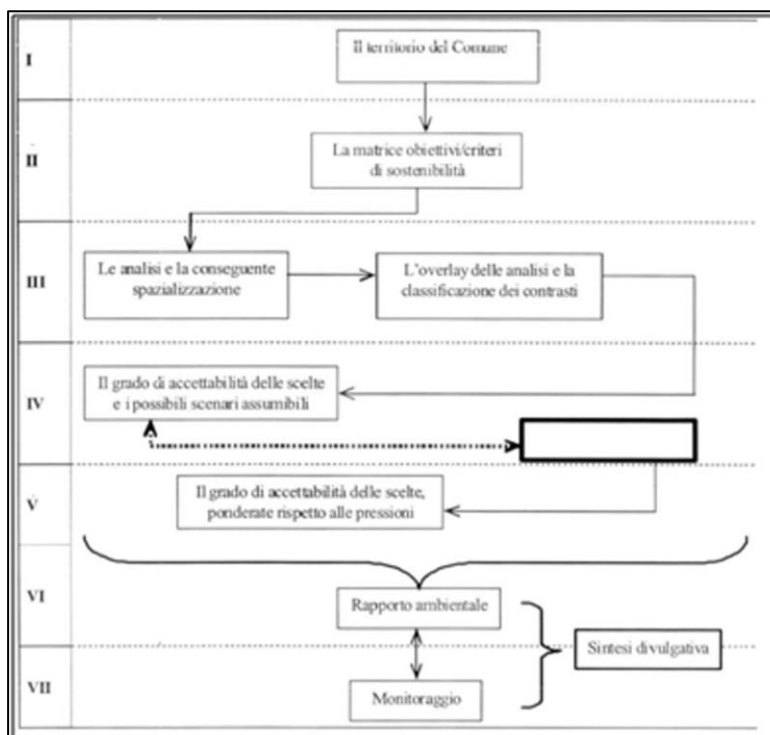 I
Il territorio del Comune
II
La matrice obiettivi/criteri
di sostenibilità
III
Le analisi e la conseguente
spazializzazione
L'overlay delle analisi e la
classificazione dei contrasti
IV
Il grado di accettabilità delle scelte
e i possibili scenari assumibili
V
Il grado di accettabilità delle scelte,
ponderate rispetto alle pressioni
VI
Rapporto ambientale
Sintesi divulgativa
VII
Monitoraggio